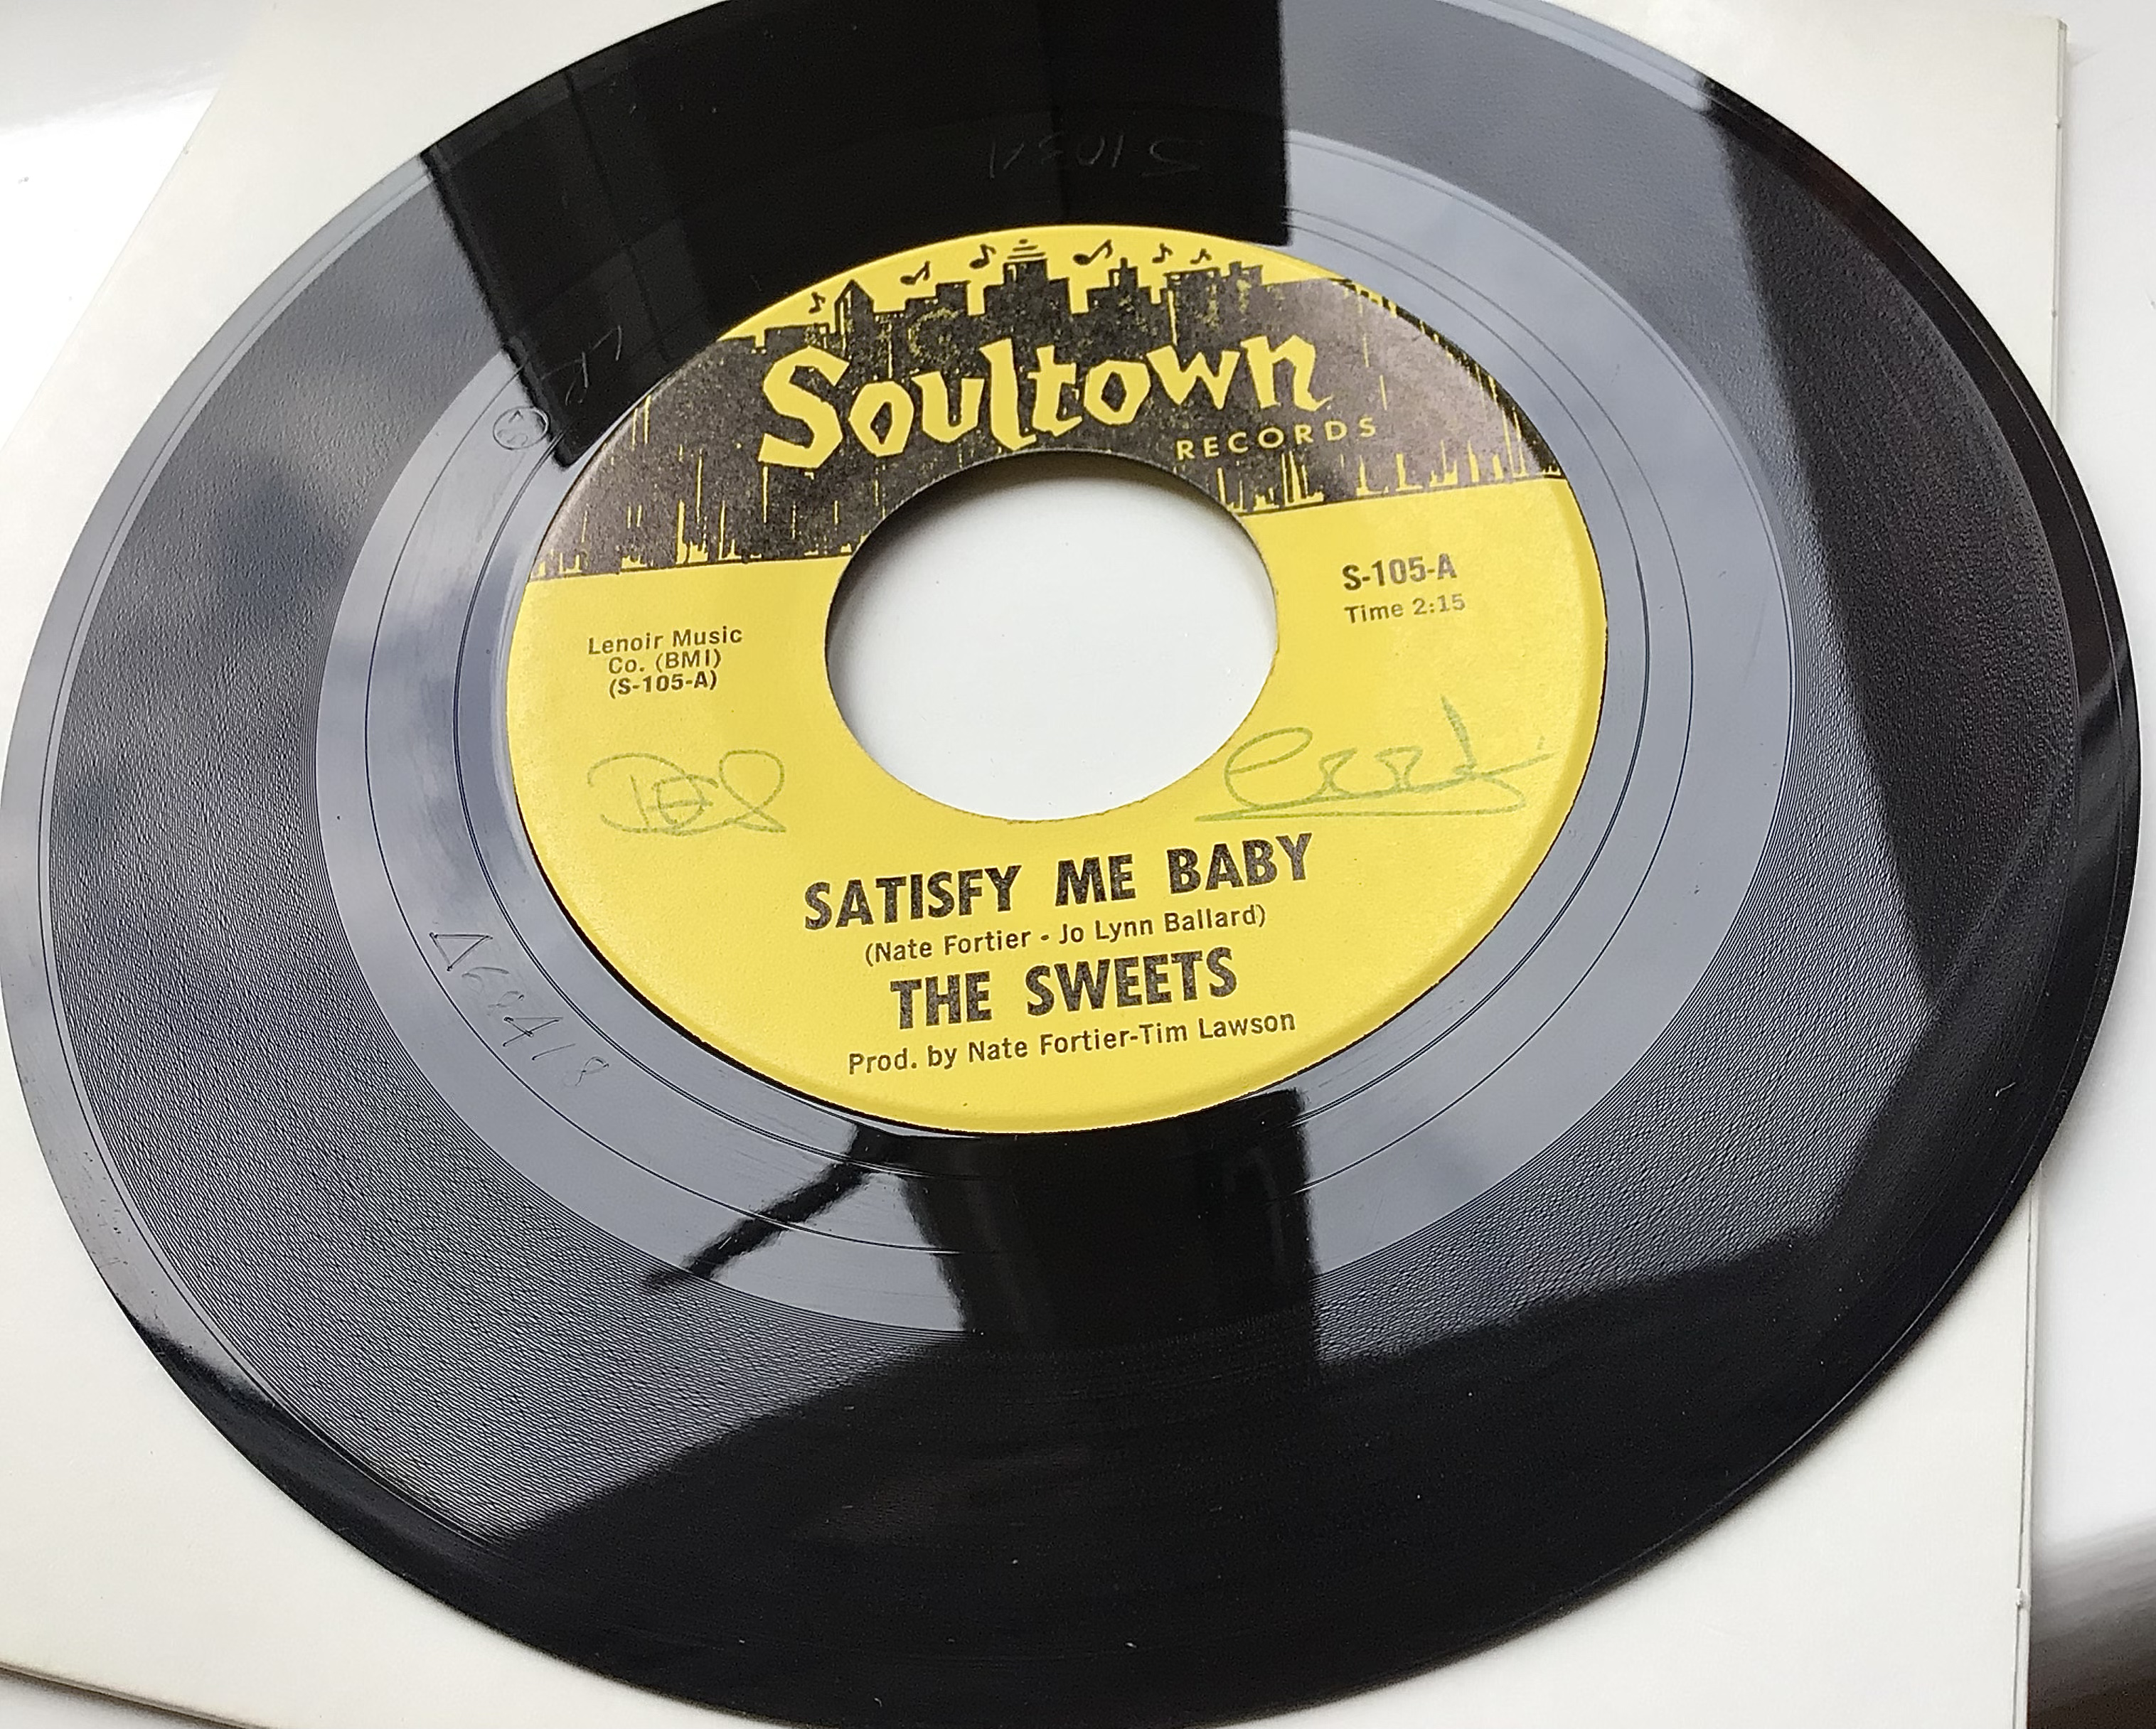 Soultown
RECORDS
S-105-A
Time 2:15
Lenoir Music
Co. (BMI)
(S-105-A)
SATISFY ME BABY
(Nate Fortier - Jo Lynn Ballard)
THE SWEETS
Prod. by Nate Fortier-Tim Lawson